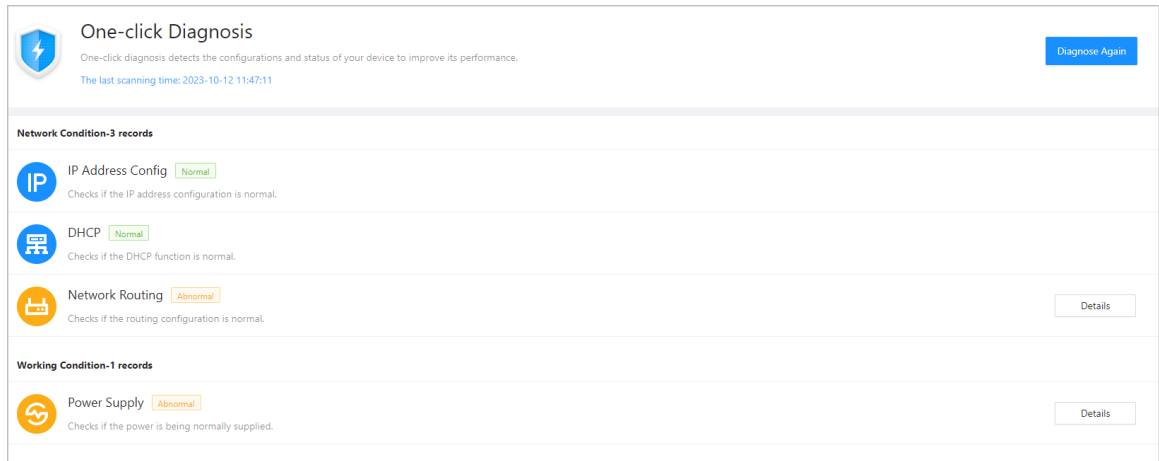 One-click Diagnosis
One-click diagnosis detects the configurations and status of your device to improve its performance.
The last scanning time: 2023-10-12 11:47:11
Diagnose Again
Network Condition-3 records
IP
IP Address Config Normal
Checks if the IP address configuration is normal.
DHCP Normal
Checks if the DHCP function is normal.
Network Routing Abnormal
Checks if the routing configuration is normal.
Details
Working Condition-1 records
Power Supply Abnormal
Checks if the power is being normally supplied.
Details